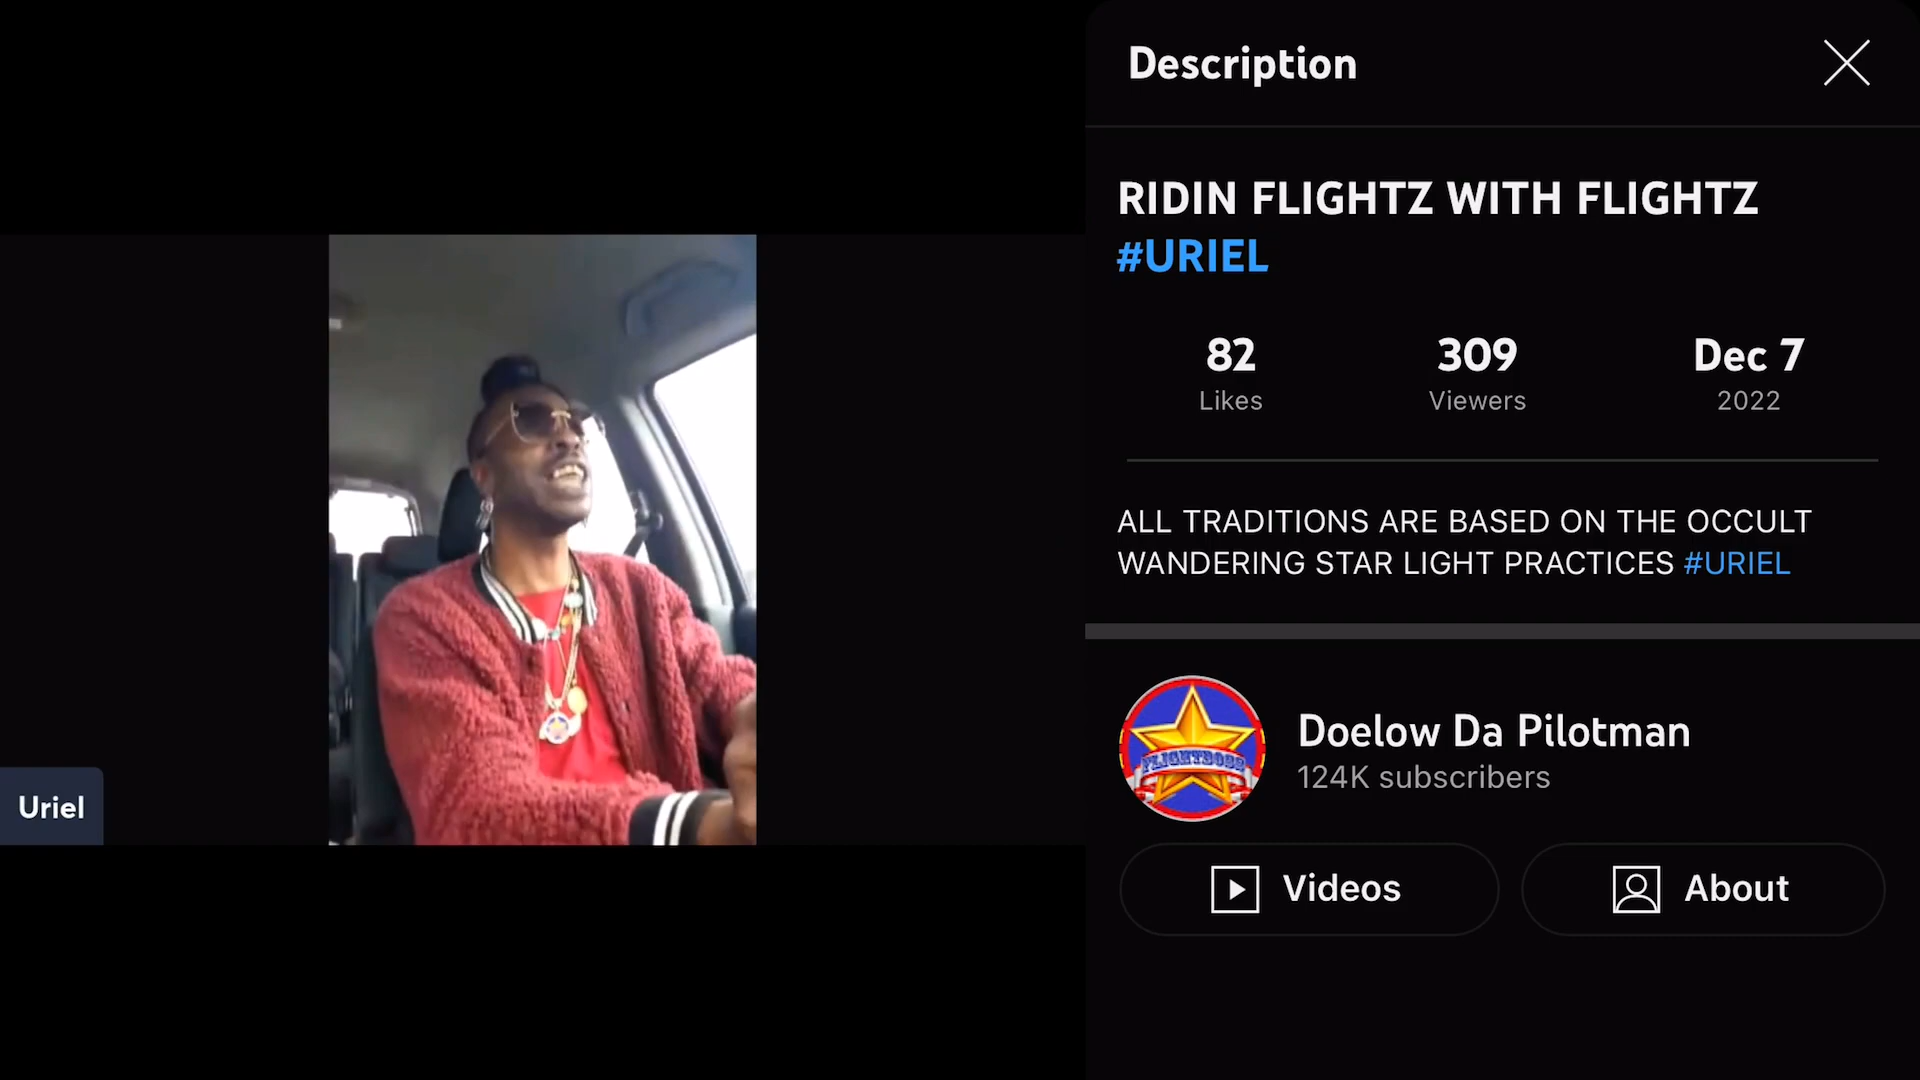 Description
RIDIN FLIGHTZ WITH FLIGHTZ
#URIEL
82
Likes
309
Viewers
Dec 7
2022
ALL TRADITIONS ARE BASED ON THE OCCULT
WANDERING STAR LIGHT PRACTICES #URIEL
FLIGHTBOSS
Doelow Da Pilotman
124K subscribers
Videos
About
Uriel